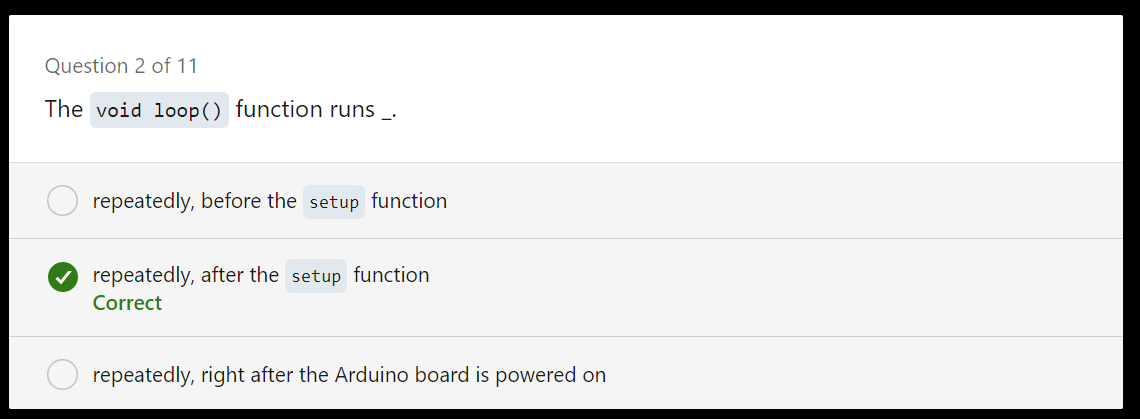 Question 2 of 11
The void loop() function runs _.
repeatedly, before the setup function
repeatedly, after the setup function
Correct
repeatedly, right after the Arduino board is powered on